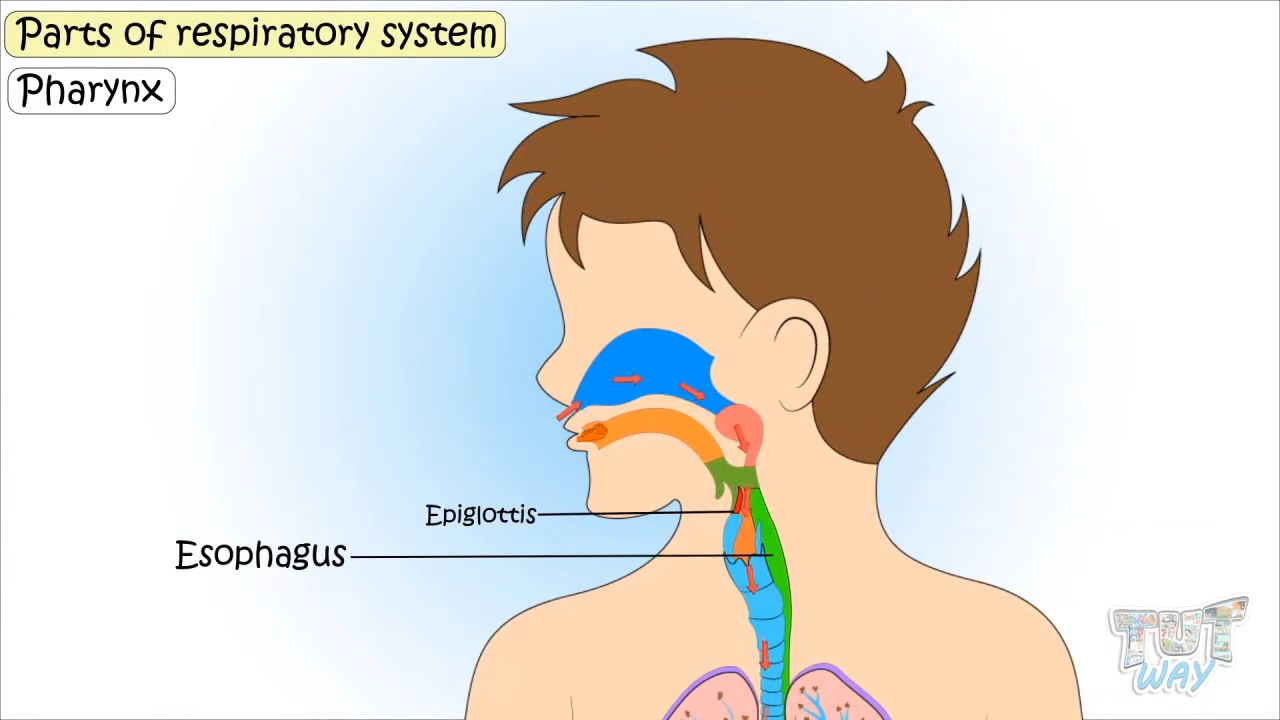 Parts of respiratory system
Pharynx
Epiglottis
Esophagus
TUT
WAY